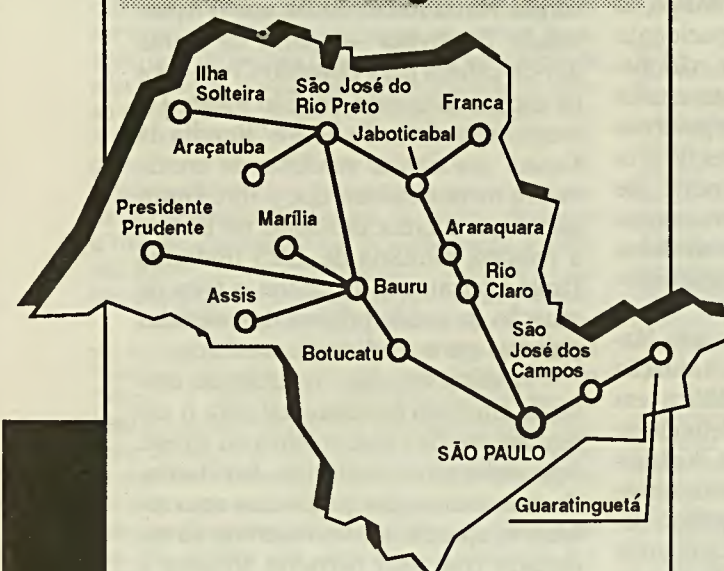 Ilha
Solteira
São José do
Rio Preto
Franca
Jaboticabal
Araçatuba
Presidente
Prudente
Marília
Araraquara
Rio
Claro
Bauru
Assis
São
José dos
Campos
Botucatu
SÃO PAULO
Guaratinguetá